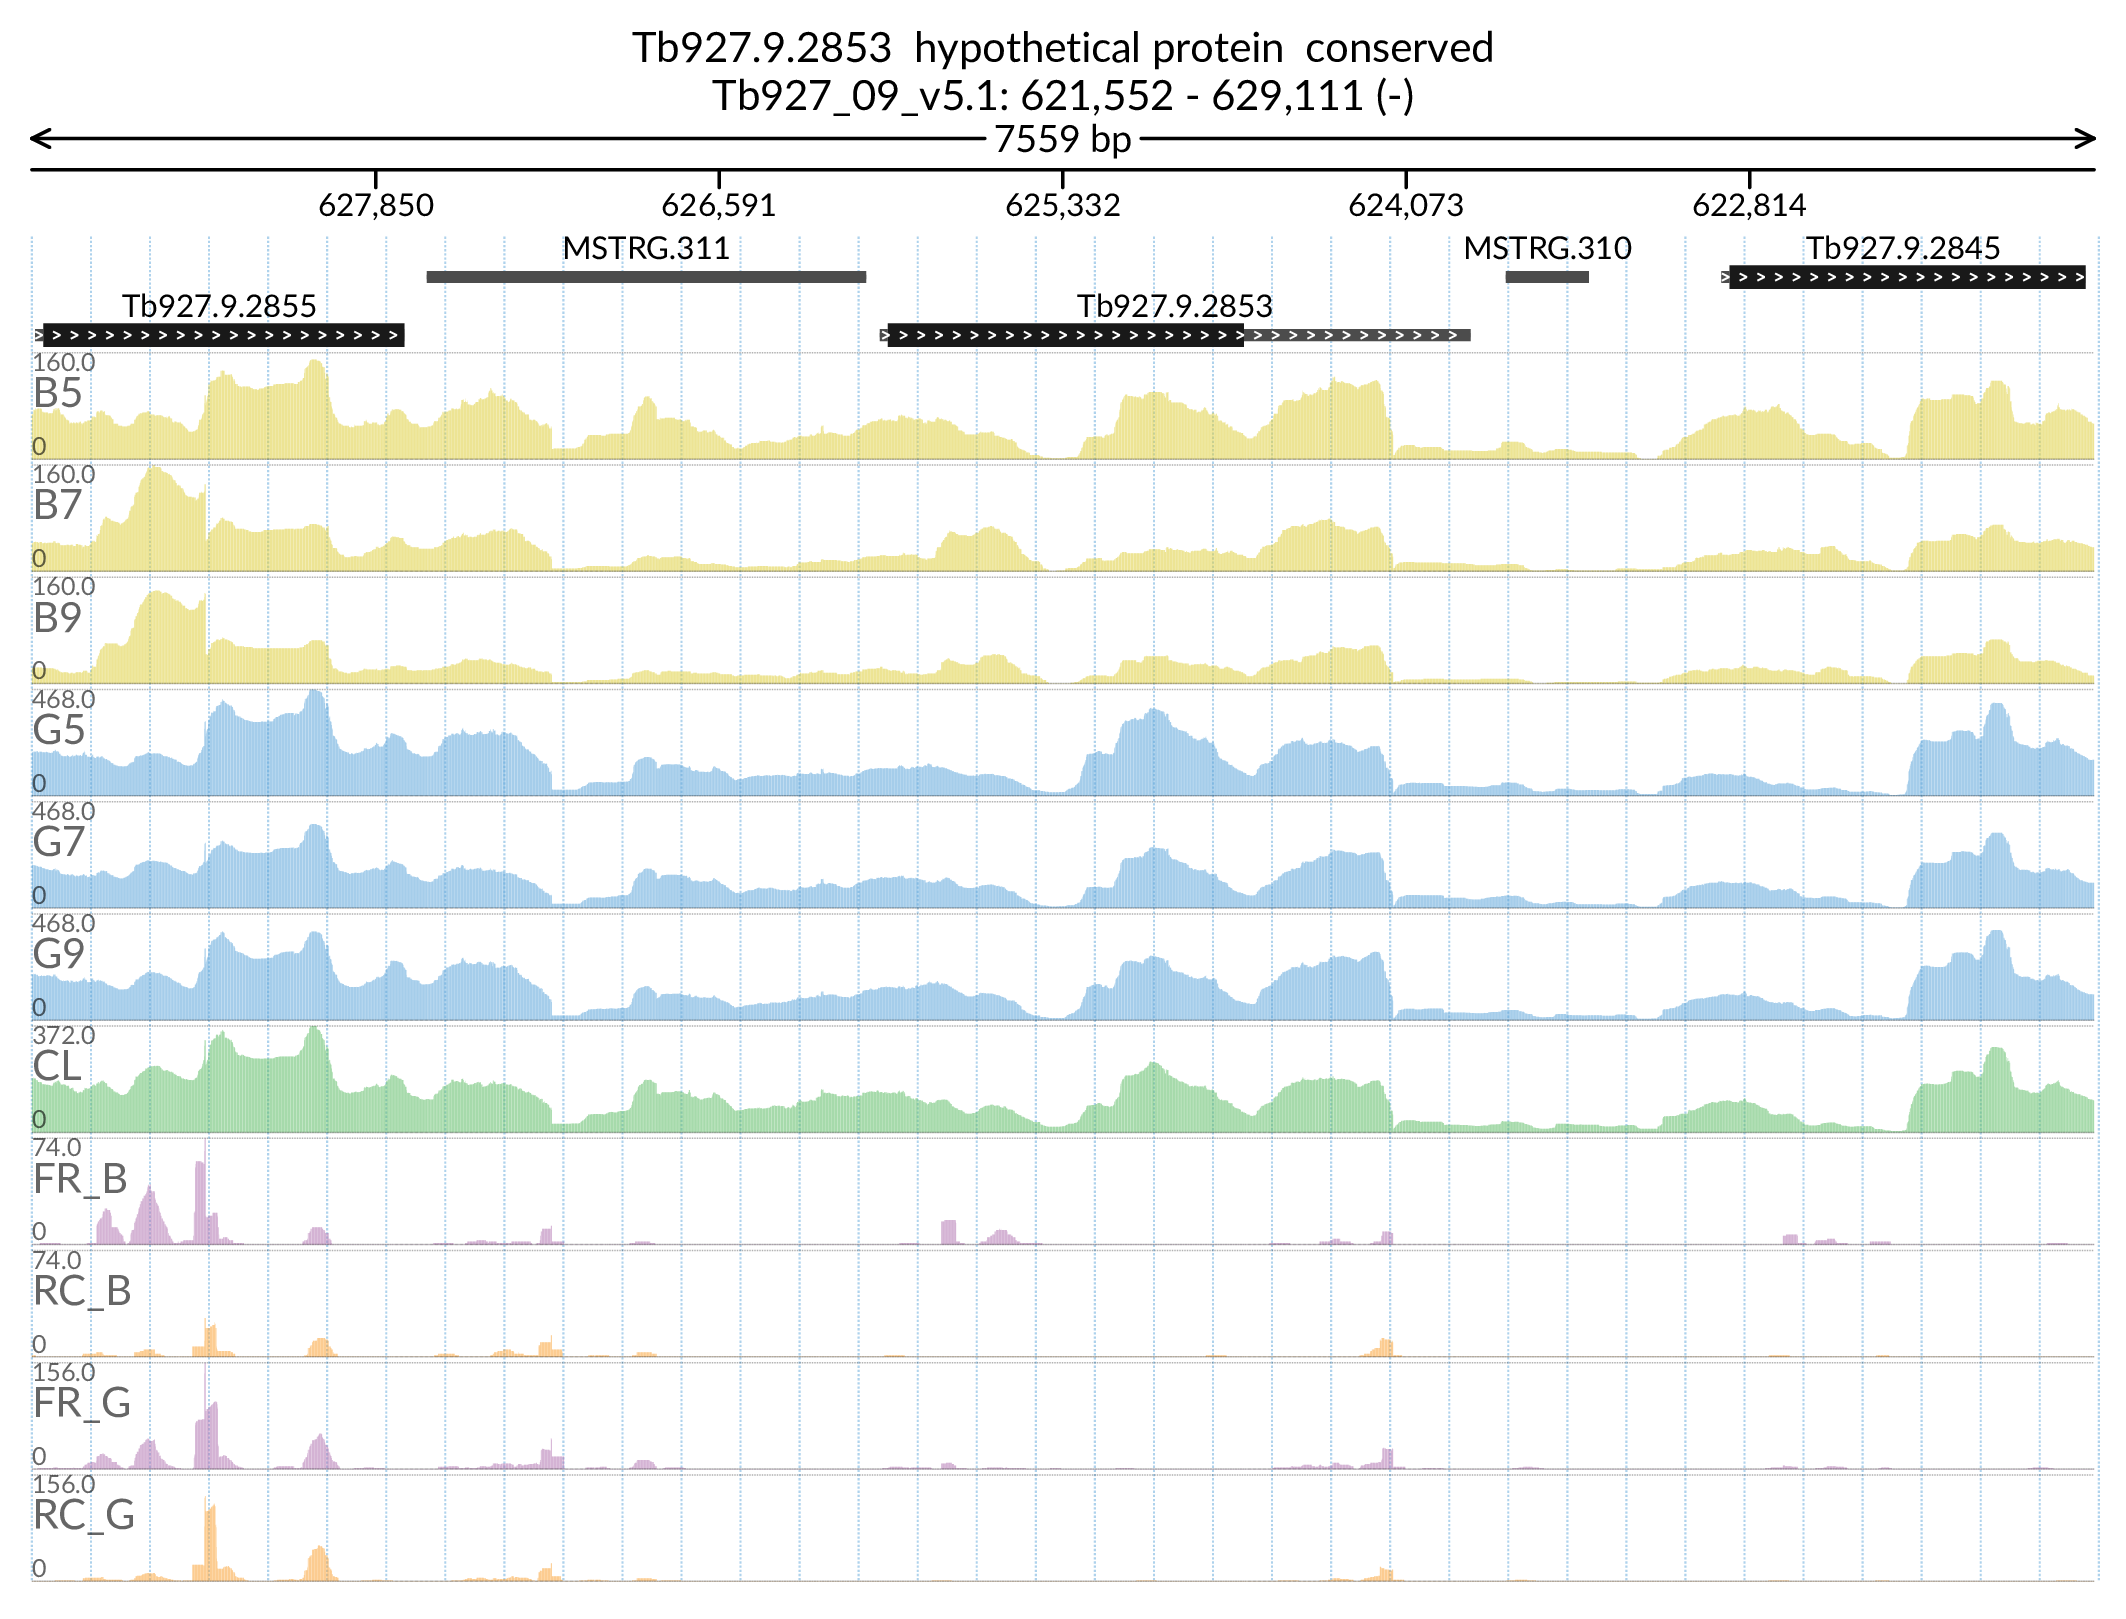 Tb927.9.2853  hypothetical protein  conserved
Tb927_09_v5.1: 621,552 - 629,111 (-)
7559 bp
627,850 626,591 625,332 624,073 622,814
MSTRG.311 MSTRG.310 Tb927.9.2845
Tb927.9.2855 Tb927.9.2853
160.0
B5
0
160.0
B7
0
160.0
B9
0
468.0
G5
0
468.0
G7
0
468.0
G9
0
372.0
CL
0
74.0
FR_B
0
74.0
RC_B
0
156.0
FR_G
0
156.0
RC_G
0